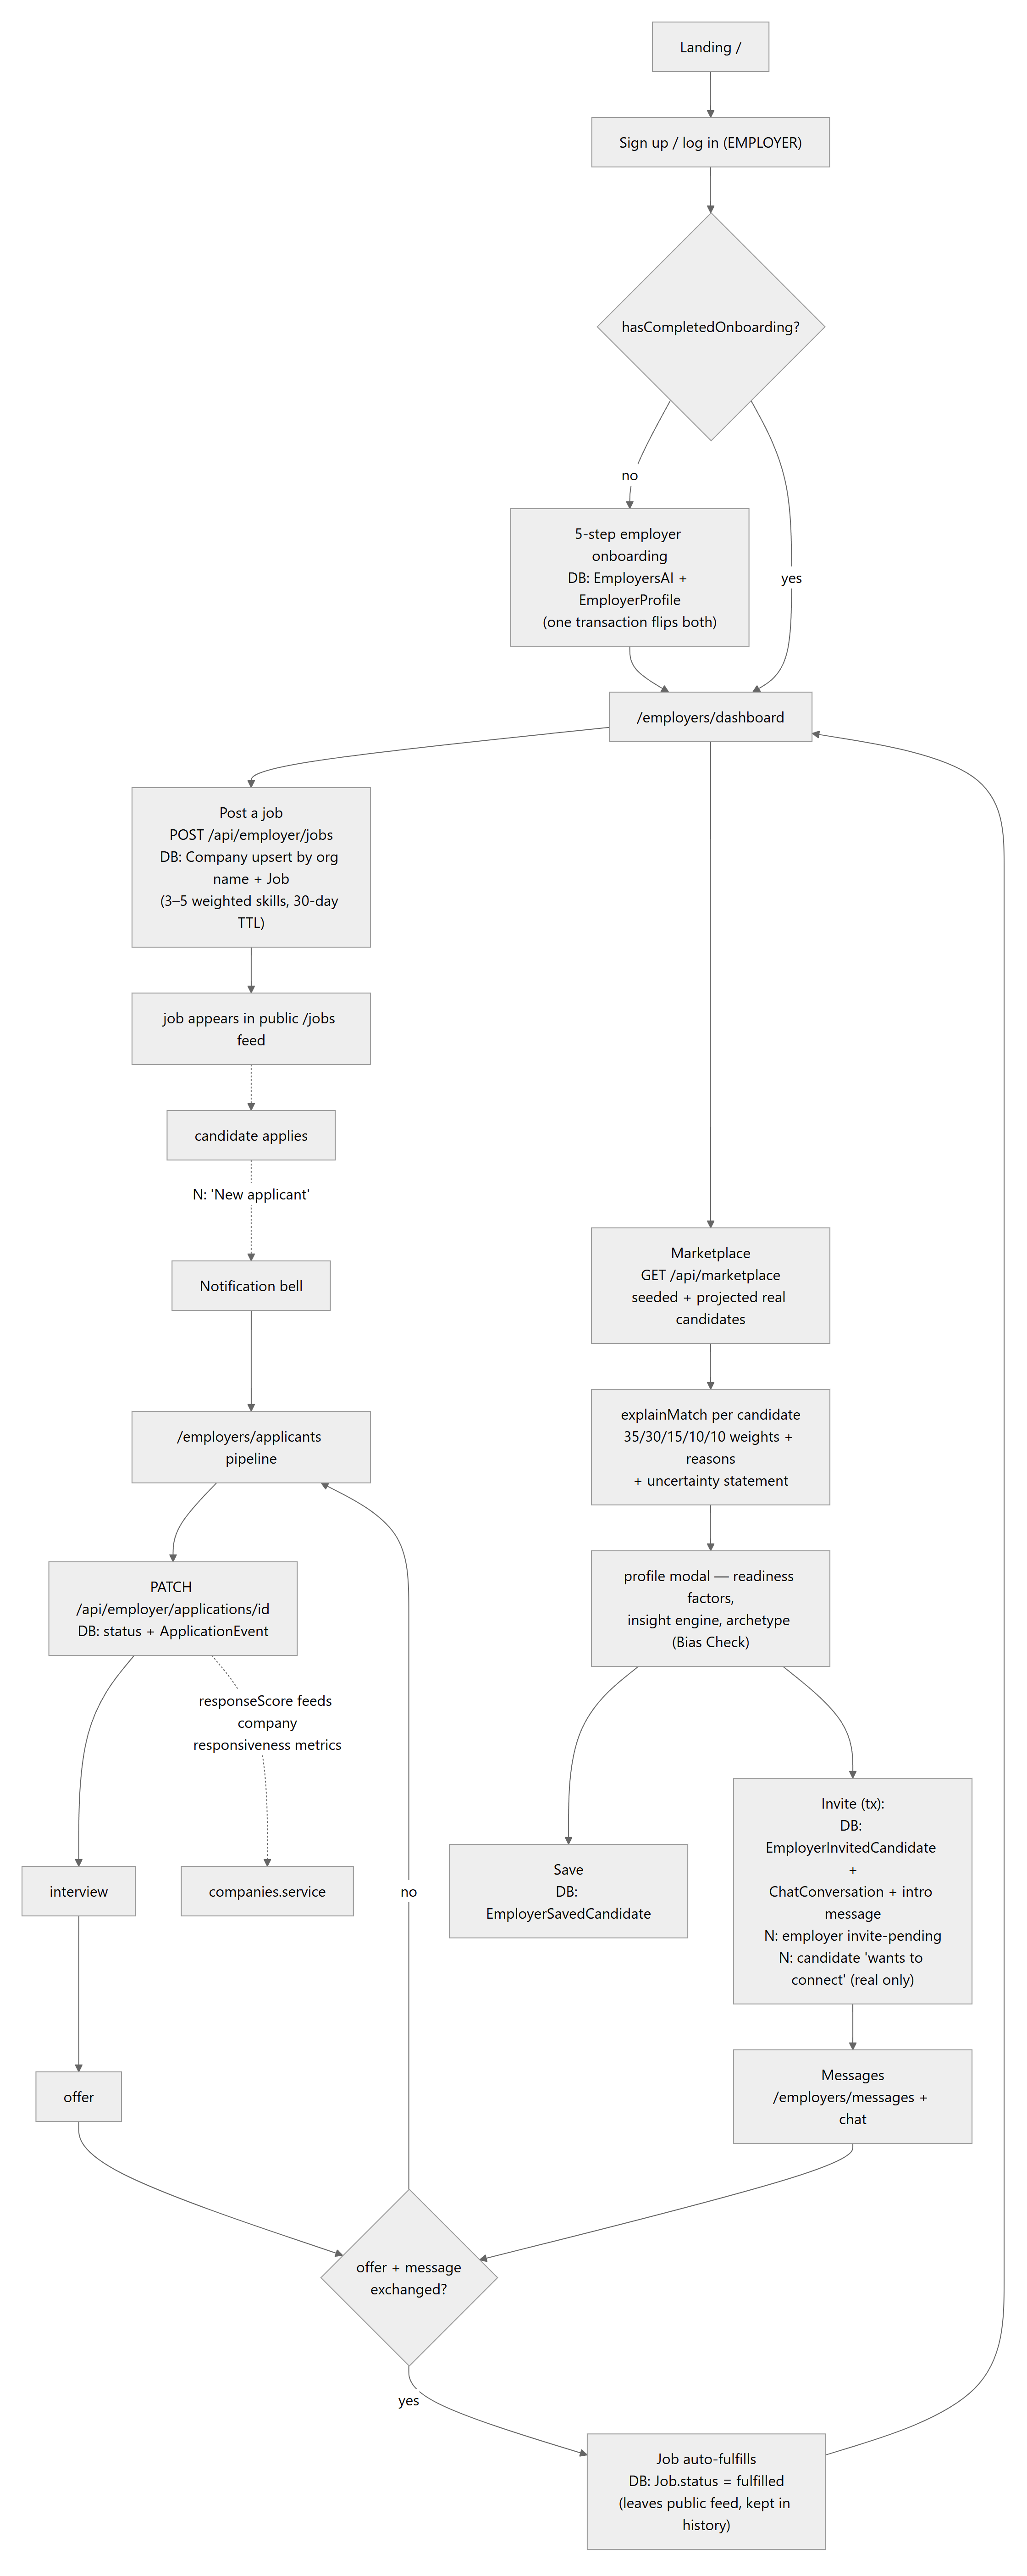 Landing /
Sign up / log in (EMPLOYER)
hasCompletedOnboarding?
no
yes
5-step employer
onboarding
DB: EmployersAI +
EmployerProfile
(one transaction flips both)
/employers/dashboard
Post a job
POST /api/employer/jobs
DB: Company upsert by org
name + Job
(3–5 weighted skills, 30-day
TTL)
job appears in public /jobs
feed
candidate applies
N: 'New applicant'
Notification bell
Marketplace
GET /api/marketplace
seeded + projected real
candidates
explainMatch per candidate
35/30/15/10/10 weights +
reasons
+ uncertainty statement
/employers/applicants
pipeline
profile modal — readiness
factors,
insight engine, archetype
(Bias Check)
PATCH
/api/employer/applications/id
DB: status + ApplicationEvent
responseScore feeds
company
responsiveness metrics
interview
companies.service
no
Save
DB:
EmployerSavedCandidate
Invite (tx):
DB:
EmployerInvitedCandidate
+
ChatConversation + intro
message
N: employer invite-pending
N: candidate 'wants to
connect' (real only)
offer
Messages
/employers/messages +
chat
offer + message
exchanged?
yes
Job auto-fulfills
DB: Job.status = fulfilled
(leaves public feed, kept in
history)